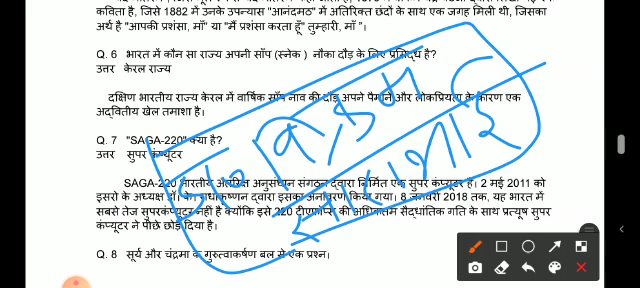 कविता है, जिसे 1882 में उनके उपन्यास "आनंदमठ" में अतिरिक्त छंदों के साथ एक जगह मिली थी, जिसका
अर्थ है "आपकी प्रशंसा, माँ" या "मैं प्रशंसा करता हूँ" तुम्हारी, माँ ".
Q. 6 भारत में कौन सा राज्य अपनी साँप (स्नेक ) नौका दौड़ के लिए प्रसिद्ध है?
उत्तर केरल राज्य
दक्षिण भारतीय राज्य केरल में वार्षिक साँप नाव की दौड़ अपने पैमाने और लोकप्रियता के कारण एक
अद्वितीय खेल तमाशा है।
Q. 7 "SAGA-220" क्या है?
उत्तर सुपर कंप्यूटर
SAGA-220 भारतीय अंतरिक्ष अनुसंधान संगठन द्वारा निर्मित एक सुपर कंप्यूटर है। 2 मई 2011 को
इसरो के अध्यक्ष डॉ के राधाकृष्णन द्वारा इसका अनावरण किया गया। 8 जनवरी 2018 तक, यह भारत में
सबसे तेज सुपरकंप्यूटर नहीं है क्योंकि इसे 220 टीएफ्लॉप्स की अधिकतम सैद्धांतिक गति के साथ प्रत्यूष सुपर
कंप्यूटर ने पीछे छोड़ दिया है।
Q. 8 सूर्य और चंद्रमा के गुरुत्वाकर्षण बल से एक प्रश्न।